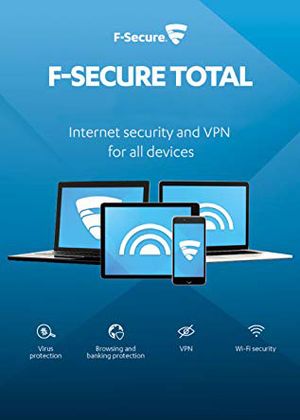 F-Secure.
F-SECURE TOTAL
Internet security and VPN
for all devices
Virus
protection
Browsing and
banking protection
VPN
Wi-Fi security